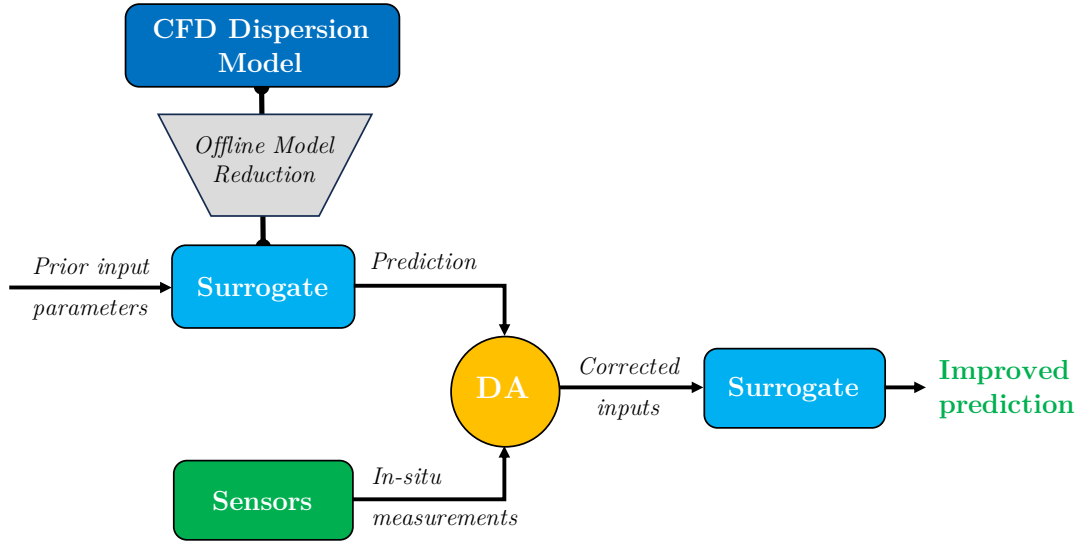 CFD Dispersion
Model
Offline Model
Reduction
Prior input
parameters
Surrogate
Prediction
DA
Corrected
inputs
Surrogate
Improved
prediction
Sensors
In-situ
measurements